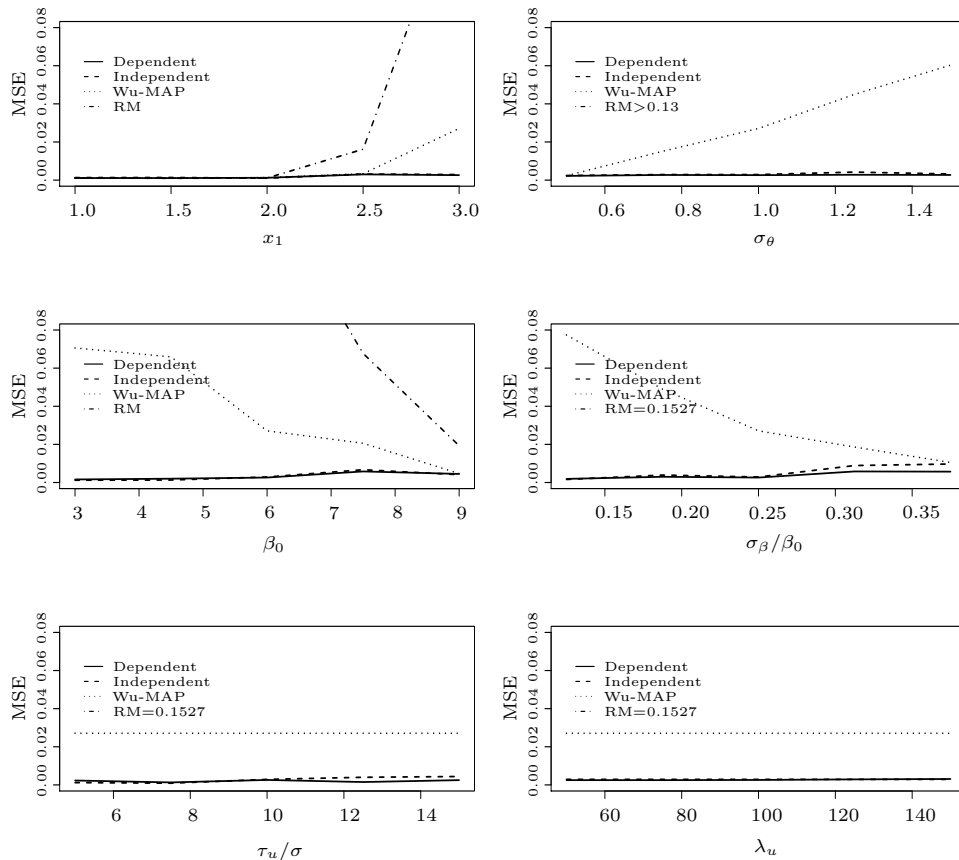 MSE
0.00 0.02 0.04 0.06 0.08
Dependent
Independent
Wu-MAP
RM
1.0 1.5 2.0 2.5 3.0
x₁
MSE
0.00 0.02 0.04 0.06 0.08
Dependent
Independent
Wu-MAP
RM>0.13
0.6 0.8 1.0 1.2 1.4
σ_θ
MSE
0.00 0.02 0.04 0.06 0.08
Dependent
Independent
Wu-MAP
RM
3 4 5 6 7 8 9
β₀
MSE
0.00 0.02 0.04 0.06 0.08
Dependent
Independent
Wu-MAP
RM=0.1527
0.15 0.20 0.25 0.30 0.35
σ_β/β₀
MSE
0.00 0.02 0.04 0.06 0.08
Dependent
Independent
Wu-MAP
RM=0.1527
6 8 10 12 14
τ_u/σ
MSE
0.00 0.02 0.04 0.06 0.08
Dependent
Independent
Wu-MAP
RM=0.1527
60 80 100 120 140
λ_u